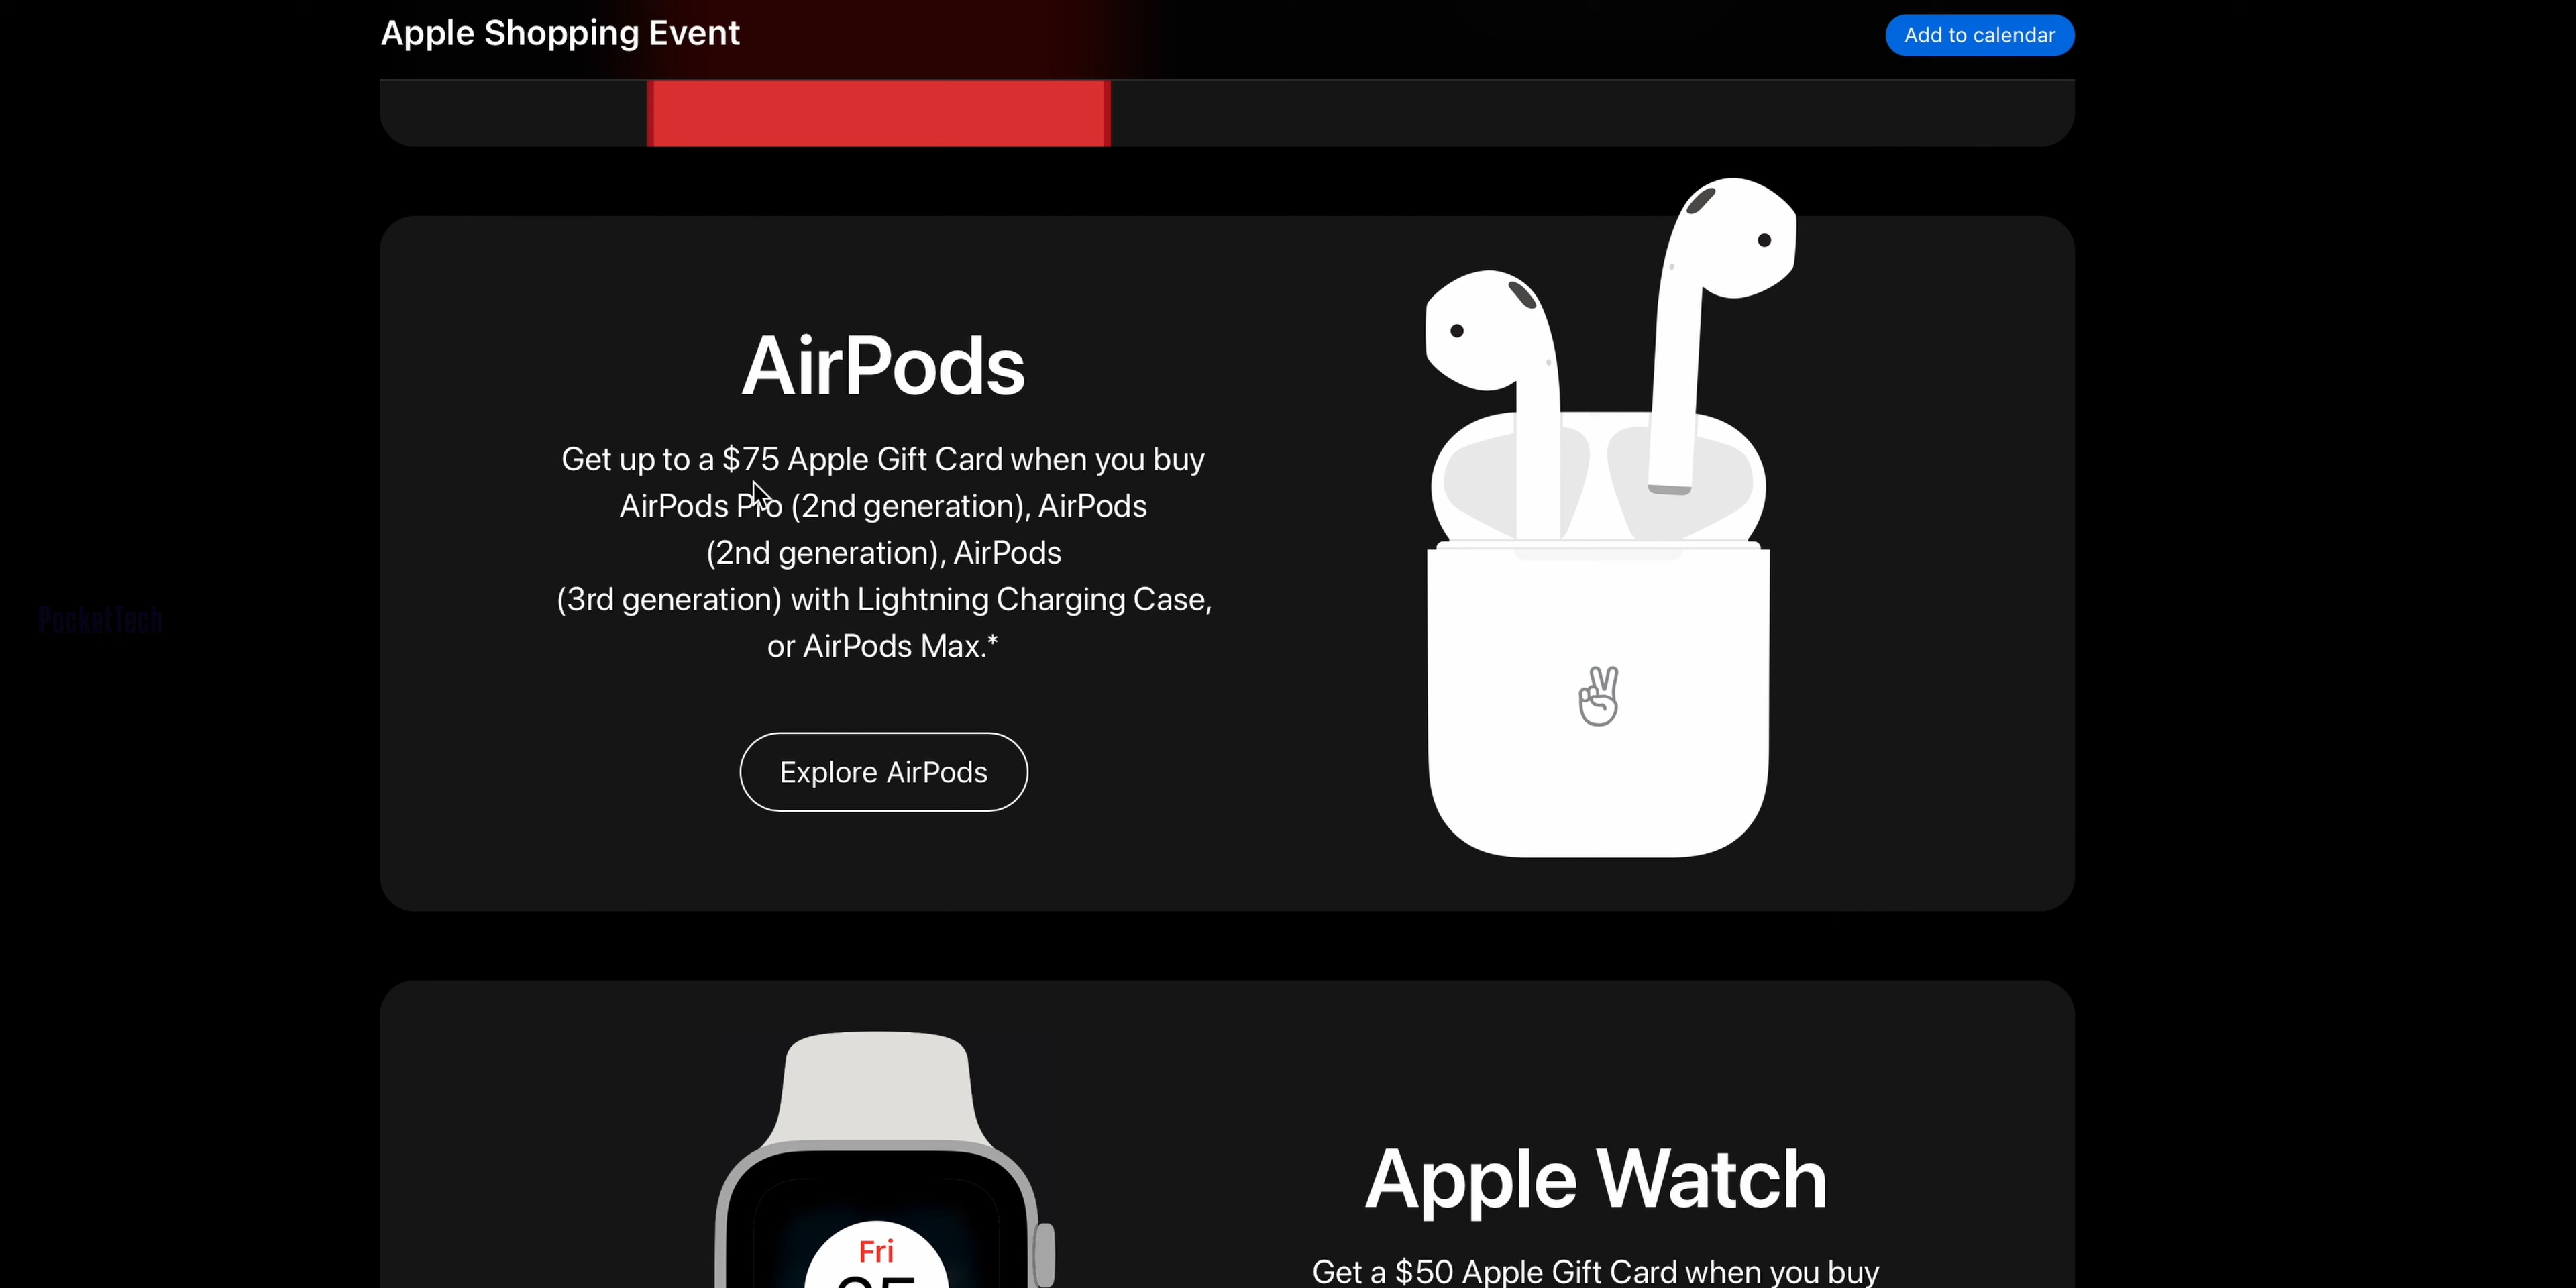 Apple Shopping Event
Add to calendar
AirPods
Get up to a $75 Apple Gift Card when you buy
AirPods Pro (2nd generation), AirPods
(2nd generation), AirPods
(3rd generation) with Lightning Charging Case,
or AirPods Max.*
Explore AirPods
PocketTech
Fri
Apple Watch
Get a $50 Apple Gift Card when you buy